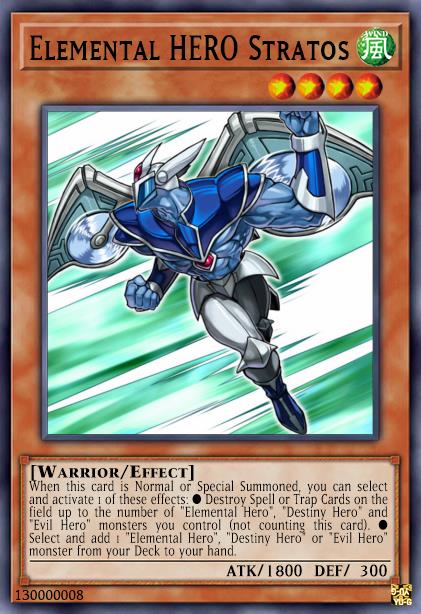 ELEMENTAL HERO STRATOS
WIND
風
[WARRIOR/EFFECT]
When this card is Normal or Special Summoned, you can select
and activate 1 of these effects: ● Destroy Spell or Trap Cards on the
field up to the number of "Elemental Hero", "Destiny Hero" and
"Evil Hero" monsters you control (not counting this card). ●
Select and add 1 "Elemental Hero", "Destiny Hero" or "Evil Hero"
monster from your Deck to your hand.
ATK/1800 DEF/ 300
130000008